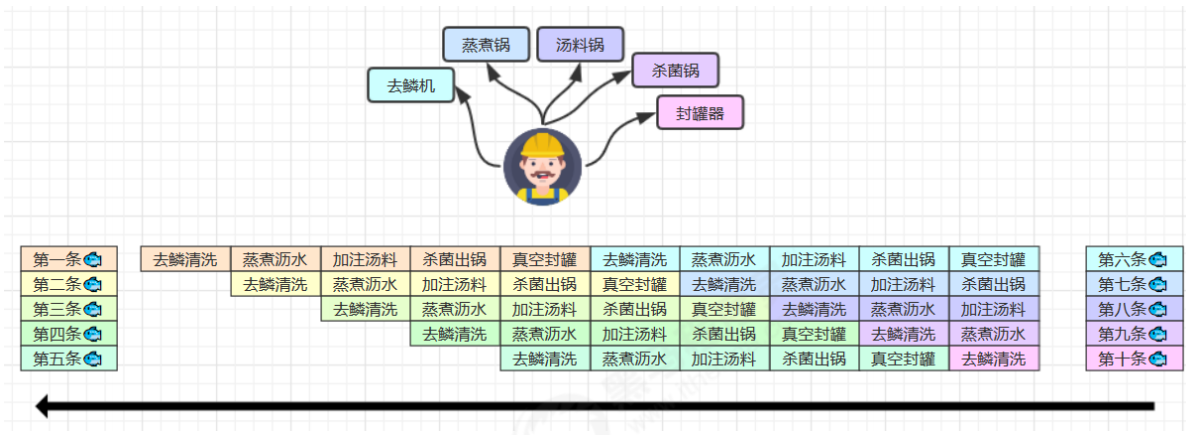 蒸煮锅 汤料锅
杀菌锅
去鳞机
封罐器
第一条 去鳞清洗 蒸煮沥水 加注汤料 杀菌出锅 真空封罐 去鳞清洗 蒸煮沥水 加注汤料 杀菌出锅 真空封罐 第六条
第二条 去鳞清洗 蒸煮沥水 加注汤料 杀菌出锅 真空封罐 去鳞清洗 蒸煮沥水 加注汤料 杀菌出锅 第七条
第三条 去鳞清洗 蒸煮沥水 加注汤料 杀菌出锅 真空封罐 去鳞清洗 蒸煮沥水 加注汤料 第八条
第四条 去鳞清洗 蒸煮沥水 加注汤料 杀菌出锅 真空封罐 去鳞清洗 蒸煮沥水 第九条
第五条 去鳞清洗 蒸煮沥水 加注汤料 杀菌出锅 真空封罐 去鳞清洗 第十条